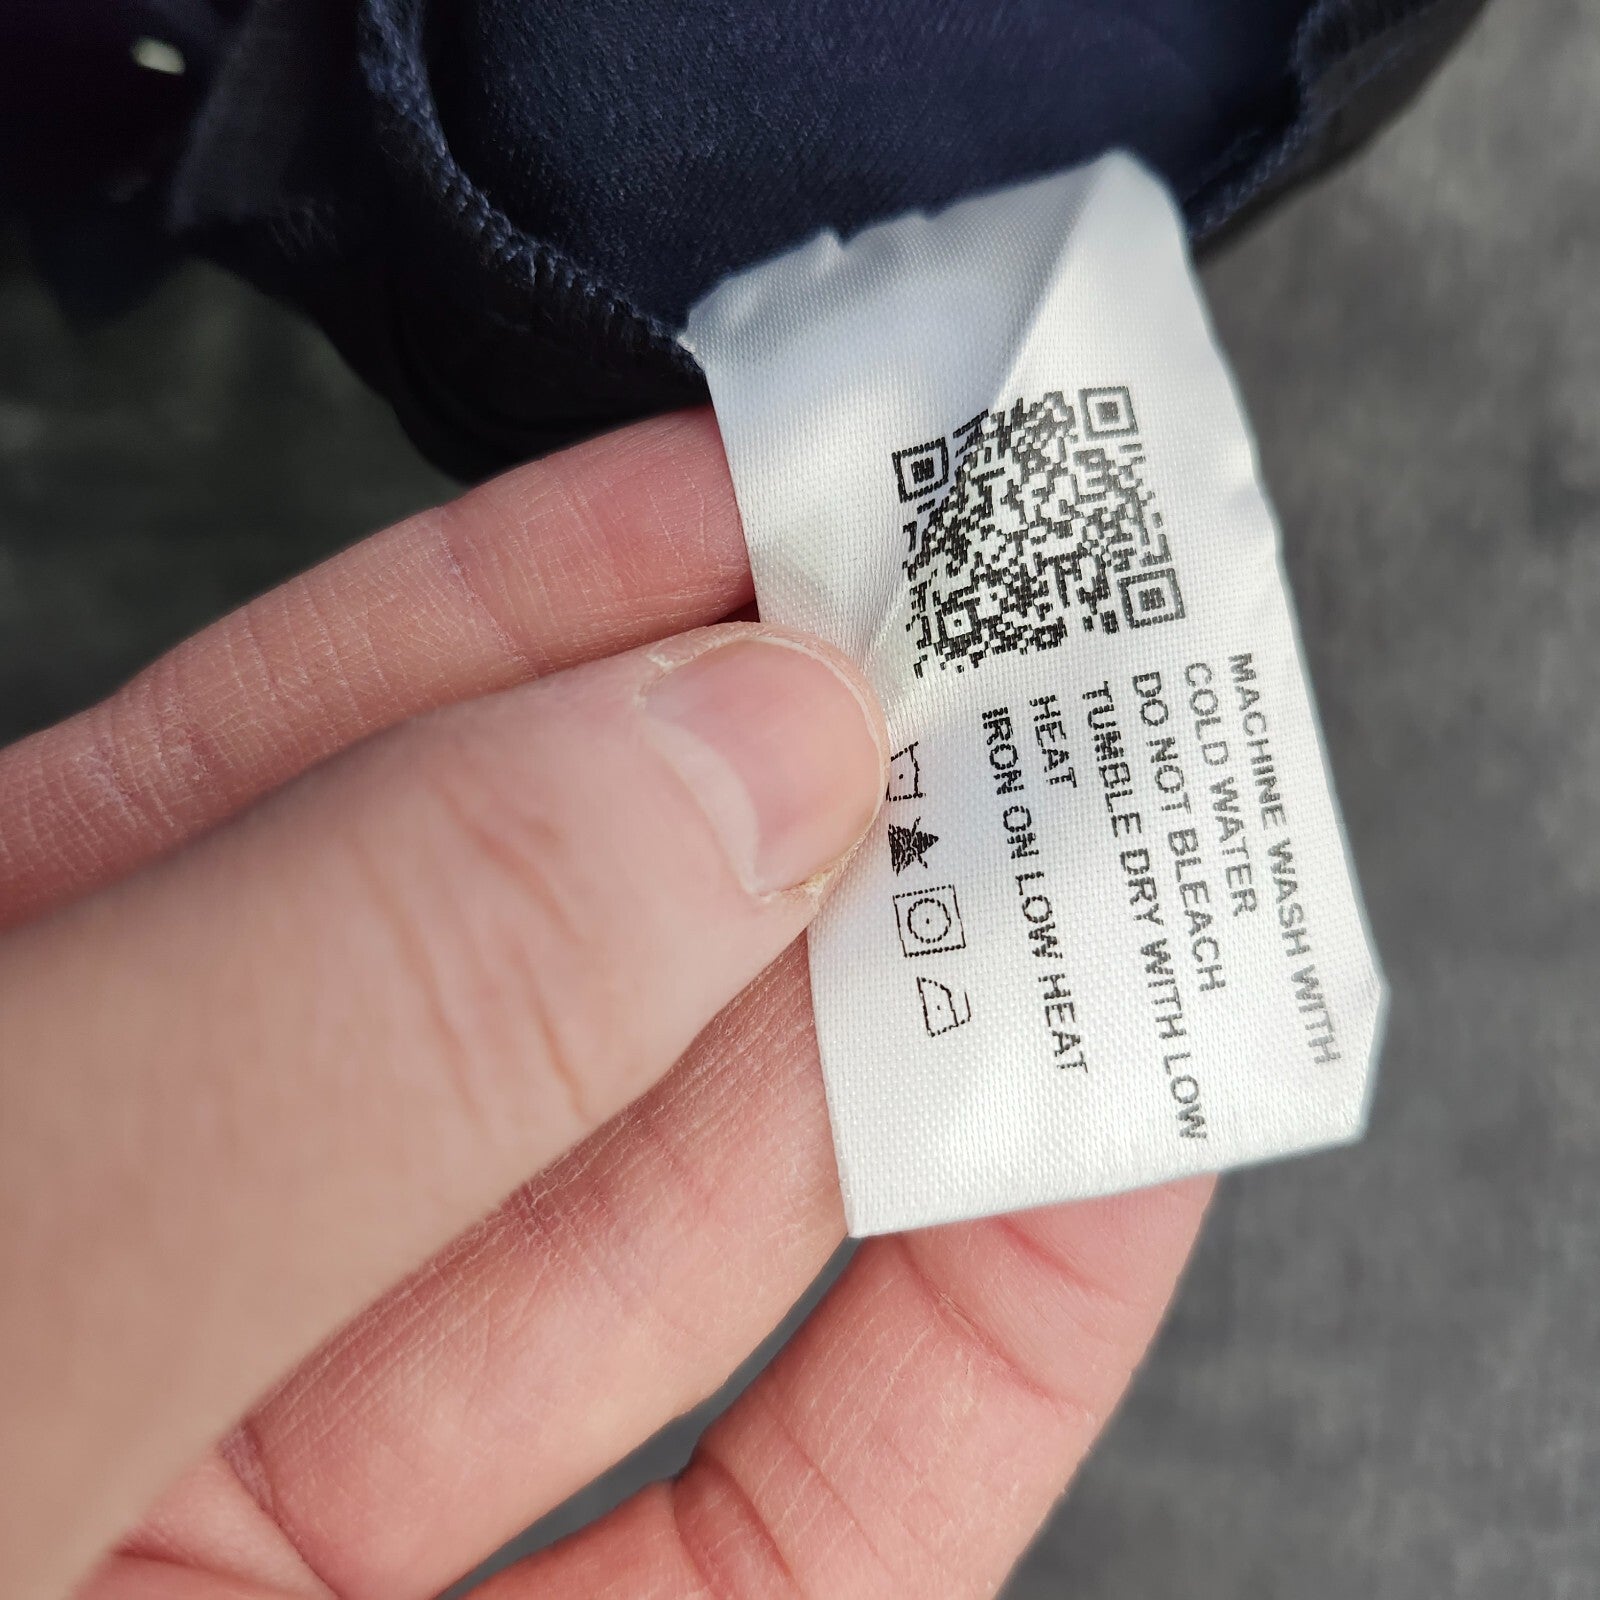 MACHINE WASH WITH
COLD WATER
DO NOT BLEACH
TUMBLE DRY WITH LOW
HEAT
IRON ON LOW HEAT